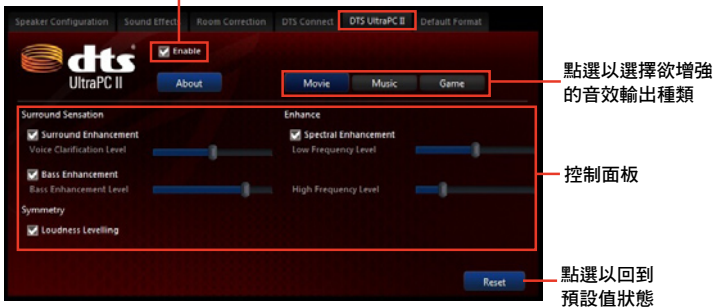 Speaker Configuration Sound Effects Room Correction DTS Connect DTS UltraPC II Default Format
Enable
dts
UltraPC II
About
Movie Music Game
點選以選擇欲增強
的音效輸出種類
Surround Sensation
Surround Enhancement
Voice Clarification Level
Bass Enhancement
Bass Enhancement Level
Symmetry
Loudness Levelling
Enhance
Spectral Enhancement
Low Frequency Level
High Frequency Level
控制面板
Reset
點選以回到
預設值狀態